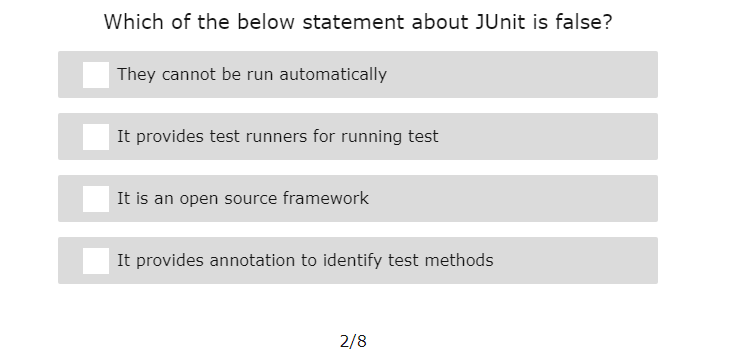 Which of the below statement about JUnit is false?
They cannot be run automatically
It provides test runners for running test
It is an open source framework
It provides annotation to identify test methods
2/8